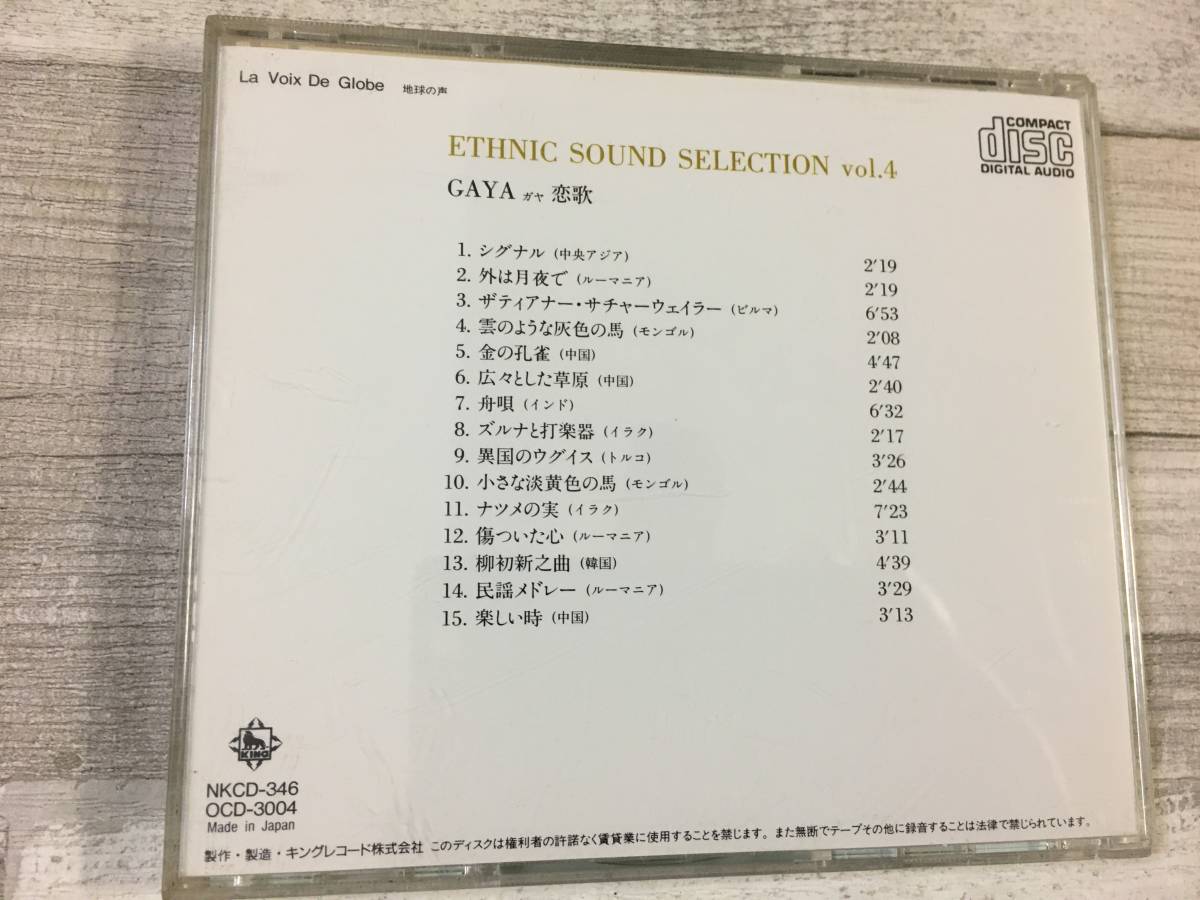 La Voix De Globe 地球の声
COMPACT
disc
DIGITAL AUDIO
ETHNIC SOUND SELECTION vol.4
GAYA ガヤ 恋歌
1. シグナル (中央アジア) 2'19
2. 外は月夜で (ルーマニア) 2'19
3. ザティアナー・サチャーウェイラー (ビルマ) 6'53
4. 雲のような灰色の馬 (モンゴル) 2'08
5. 金の孔雀 (中国) 4'47
6. 広々とした草原 (中国) 2'40
7. 舟唄 (インド) 6'32
8. ズルナと打楽器 (イラク) 2'17
9. 異国のウグイス (トルコ) 3'26
10. 小さな淡黄色の馬 (モンゴル) 2'44
11. ナツメの実 (イラク) 7'23
12. 傷ついた心 (ルーマニア) 3'11
13. 柳初新之曲 (韓国) 4'39
14. 民謡メドレー (ルーマニア) 3'29
15. 楽しい時 (中国) 3'13
KING
NKCD-346
OCD-3004
Made in Japan
製作・製造・キングレコード株式会社 このディスクは権利者の許諾なく賃貸業に使用することを禁じます。また無断でテープその他に録音することは法律で禁じられています。